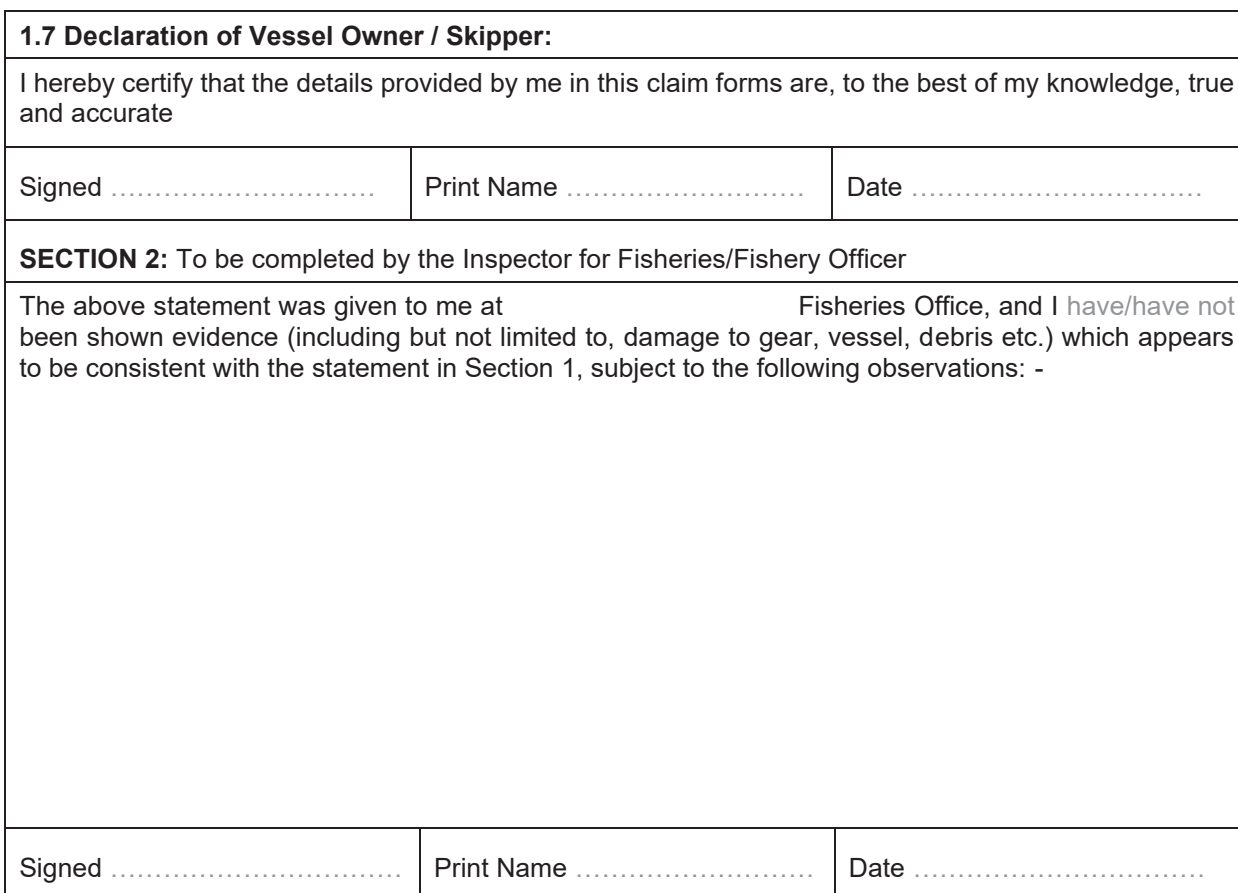 1.7 Declaration of Vessel Owner / Skipper:
I hereby certify that the details provided by me in this claim forms are, to the best of my knowledge, true
and accurate
Signed ………………………… Print Name ……………………… Date ……………………………
SECTION 2: To be completed by the Inspector for Fisheries/Fishery Officer
The above statement was given to me at Fisheries Office, and I have/have not
been shown evidence (including but not limited to, damage to gear, vessel, debris etc.) which appears
to be consistent with the statement in Section 1, subject to the following observations: -
Signed …………………………… Print Name ……………………… Date ……………………………